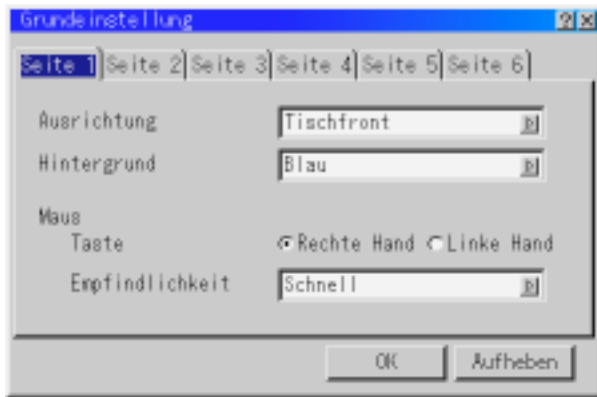 Grundeinstellung
Seite 1 Seite 2 Seite 3 Seite 4 Seite 5 Seite 6
Ausrichtung Tischfront
Hintergrund Blau
Maus
Taste Rechte Hand Linke Hand
Empfindlichkeit Schnell
OK Aufheben